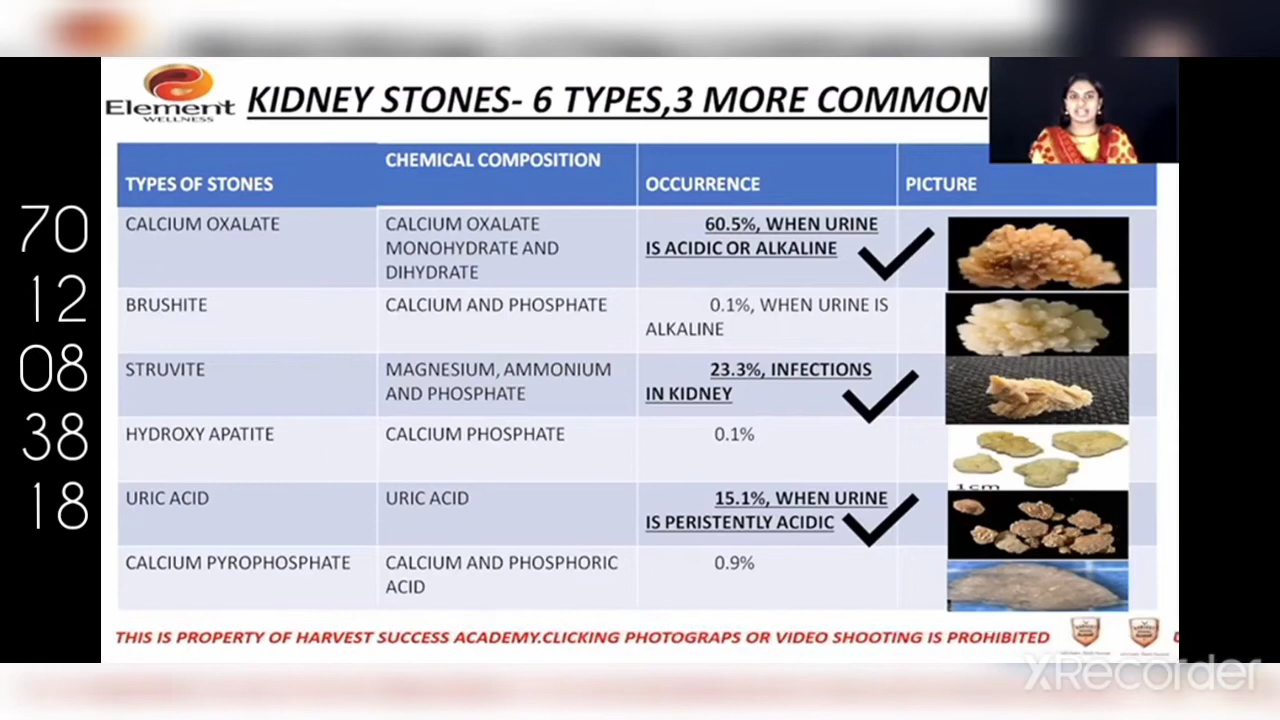 Element
WELLNESS
KIDNEY STONES- 6 TYPES,3 MORE COMMON
TYPES OF STONES
CHEMICAL COMPOSITION
OCCURRENCE
PICTURE
CALCIUM OXALATE
CALCIUM OXALATE
MONOHYDRATE AND
DIHYDRATE
60.5%, WHEN URINE
IS ACIDIC OR ALKALINE
BRUSHITE
CALCIUM AND PHOSPHATE
0.1%, WHEN URINE IS
ALKALINE
STRUVITE
MAGNESIUM, AMMONIUM
AND PHOSPHATE
23.3%, INFECTIONS
IN KIDNEY
HYDROXY APATITE
CALCIUM PHOSPHATE
0.1%
1cm
URIC ACID
URIC ACID
15.1%, WHEN URINE
IS PERISTENTLY ACIDIC
CALCIUM PYROPHOSPHATE
CALCIUM AND PHOSPHORIC
ACID
0.9%
THIS IS PROPERTY OF HARVEST SUCCESS ACADEMY.CLICKING PHOTOGRAPS OR VIDEO SHOOTING IS PROHIBITED
70
12
08
38
18
XRecorder